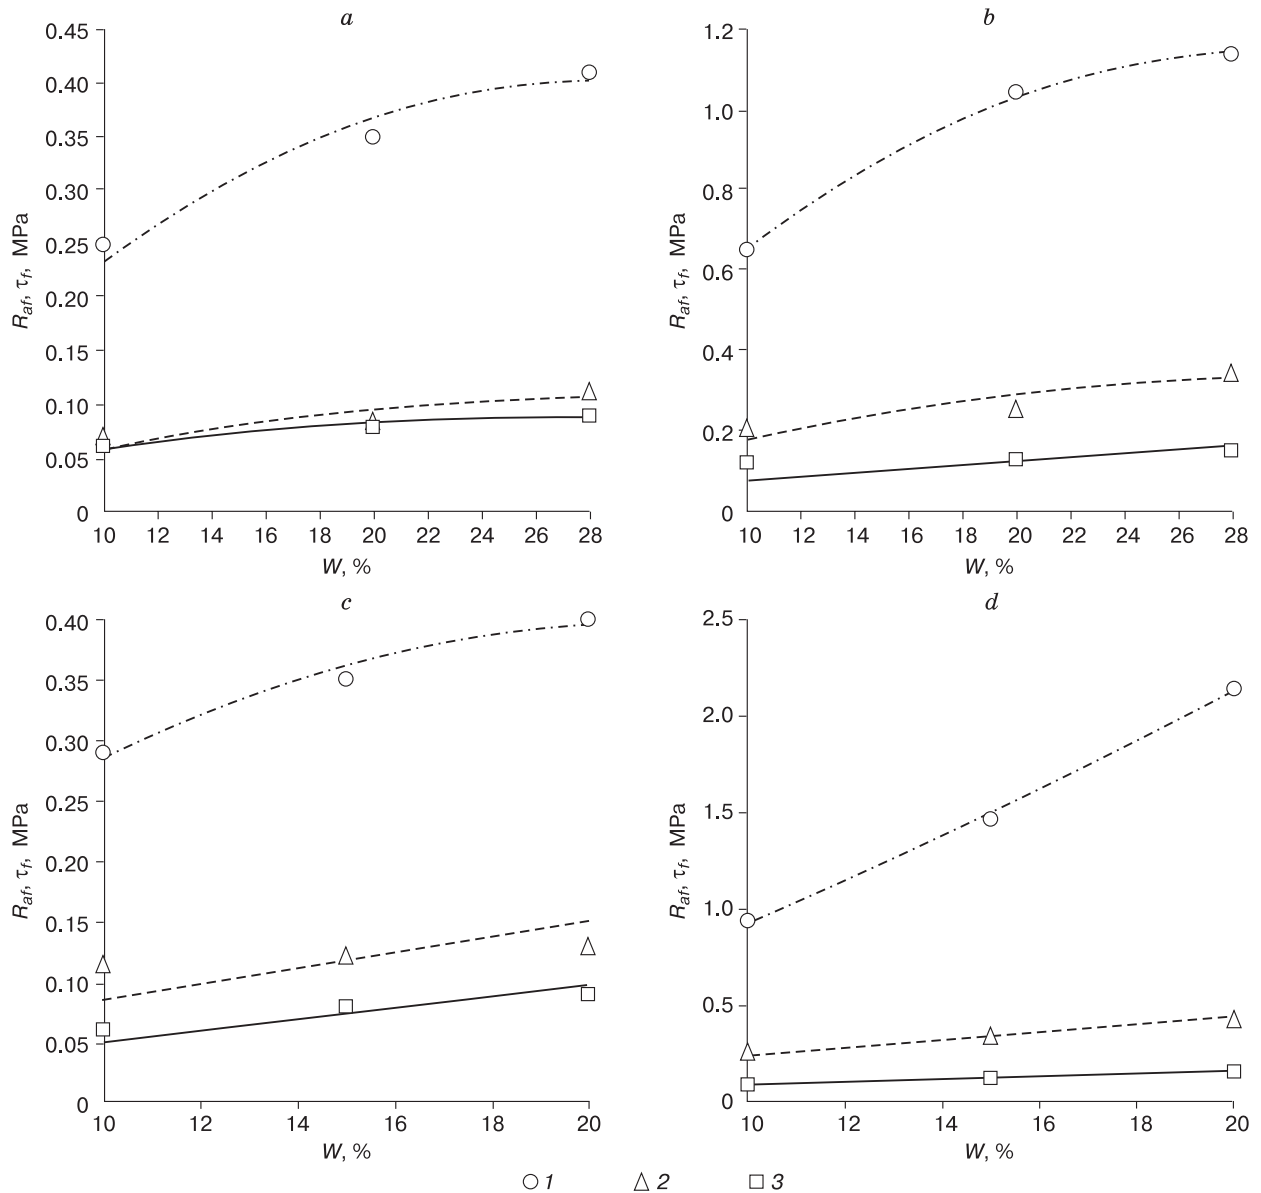 a
0.45
0.40
0.35
0.30
0.25
0.20
0.15
0.10
0.05
0
10 12 14 16 18 20 22 24 26 28
R_af, τ_f, MPa
W, %
b
1.2
1.0
0.8
0.6
0.4
0.2
0
10 12 14 16 18 20 22 24 26 28
R_af, τ_f, MPa
W, %
c
0.40
0.35
0.30
0.25
0.20
0.15
0.10
0.05
0
10 12 14 16 18 20
R_af, τ_f, MPa
W, %
d
2.5
2.0
1.5
1.0
0.5
0
10 12 14 16 18 20
R_af, τ_f, MPa
W, %
1 2 3